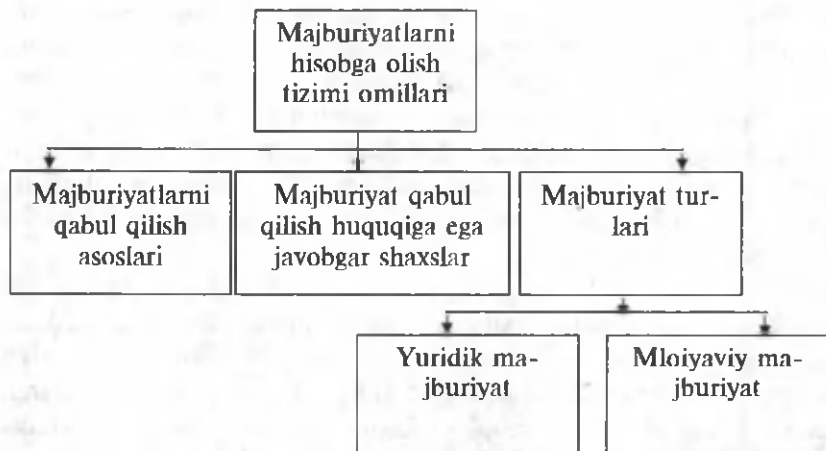 Majburiyatlarni
hisobga olish
tizimi omillari
Majburiyatlarni
qabul qilish
asoslari
Majburiyat qabul
qilish huquqiga ega
javobgar shaxslar
Majburiyat tur-
lari
Yuridik ma-
jburiyat
Mloiyaviy ma-
jburiyat